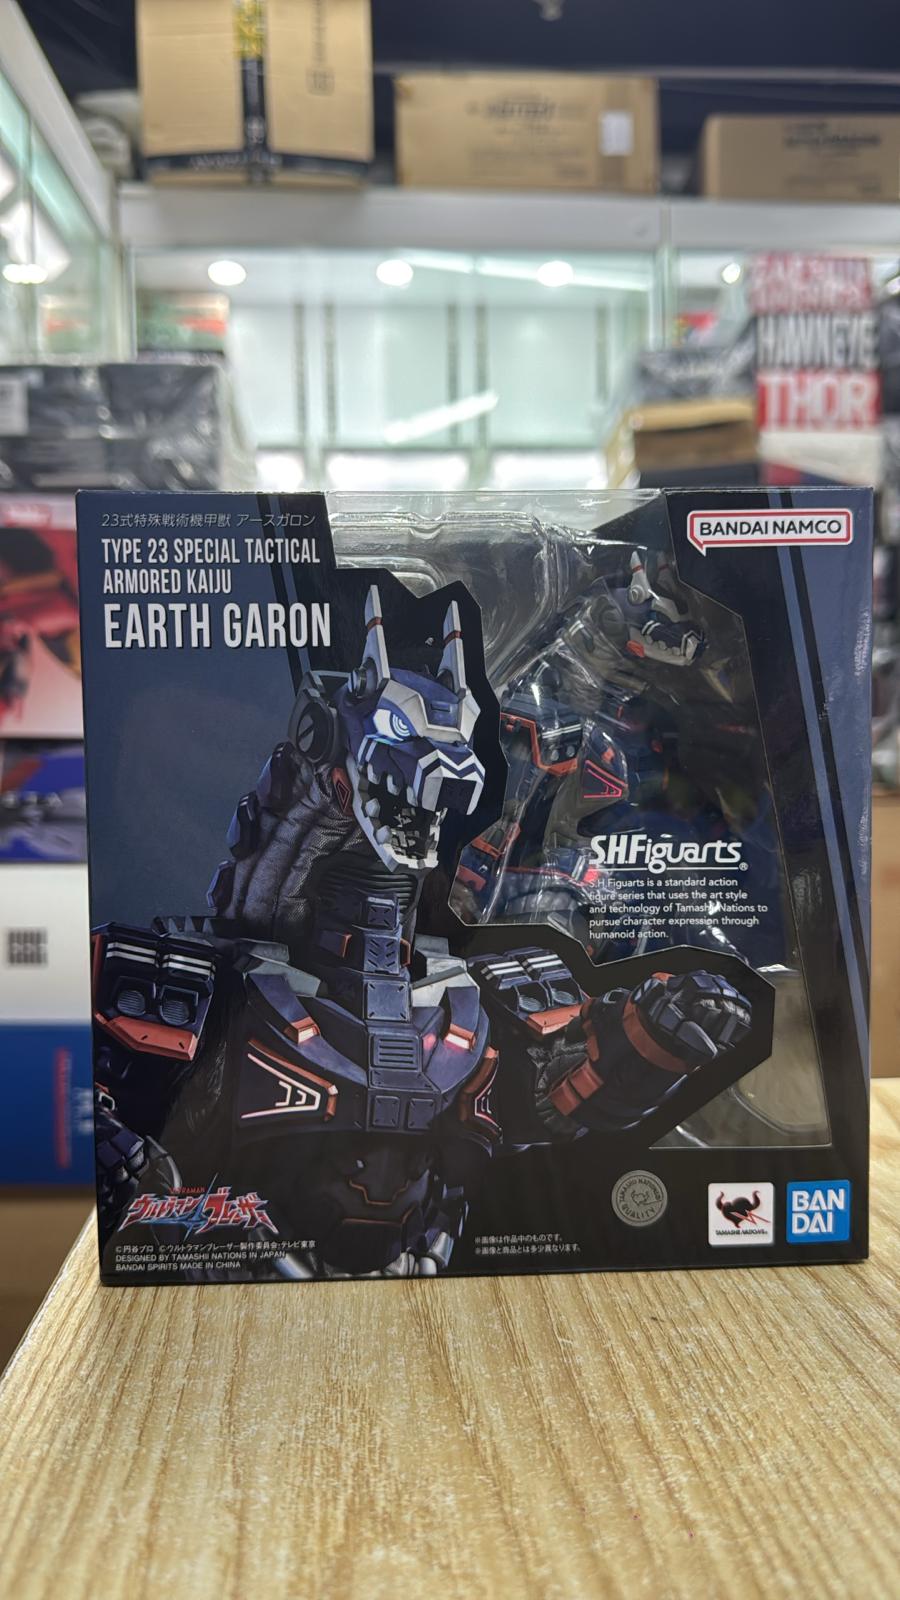 HAWKEYE
THOR
23式特殊戦術機甲獣 アースガロン
TYPE 23 SPECIAL TACTICAL
ARMORED KAIJU
EARTH GARON
BANDAI NAMCO
S.H.Figuarts®
S.H.Figuarts is a standard action
figure series that uses the art style
and technology of Tamashii Nations to
pursue character expression through
humanoid action.
ULTRAMAN
ウルトラマンブレーザー
©円谷プロ ©ウルトラマンブレーザー製作委員会・テレビ東京
DESIGNED BY TAMASHII NATIONS IN JAPAN
BANDAI SPIRITS MADE IN CHINA
※画像は作品中のものです。
※画像と商品とは多少異なります。
TAMASHII NATIONS
QUALITY
TAMASHII NATIONS
BAN
DAI